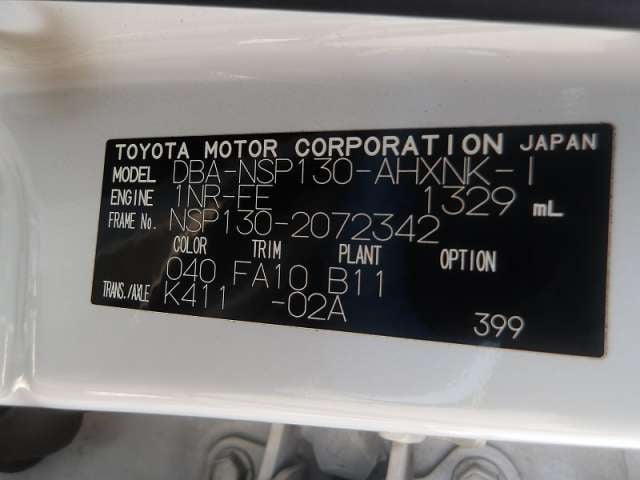 TOYOTA MOTOR CORPORATION JAPAN
MODEL DBA-NSP130-AHXNK-I
ENGINE 1NR-FE 1329 mL
FRAME No. NSP130-2072342
COLOR TRIM PLANT OPTION
040 FA10 B11
TRANS./AXLE K411 -02A
399